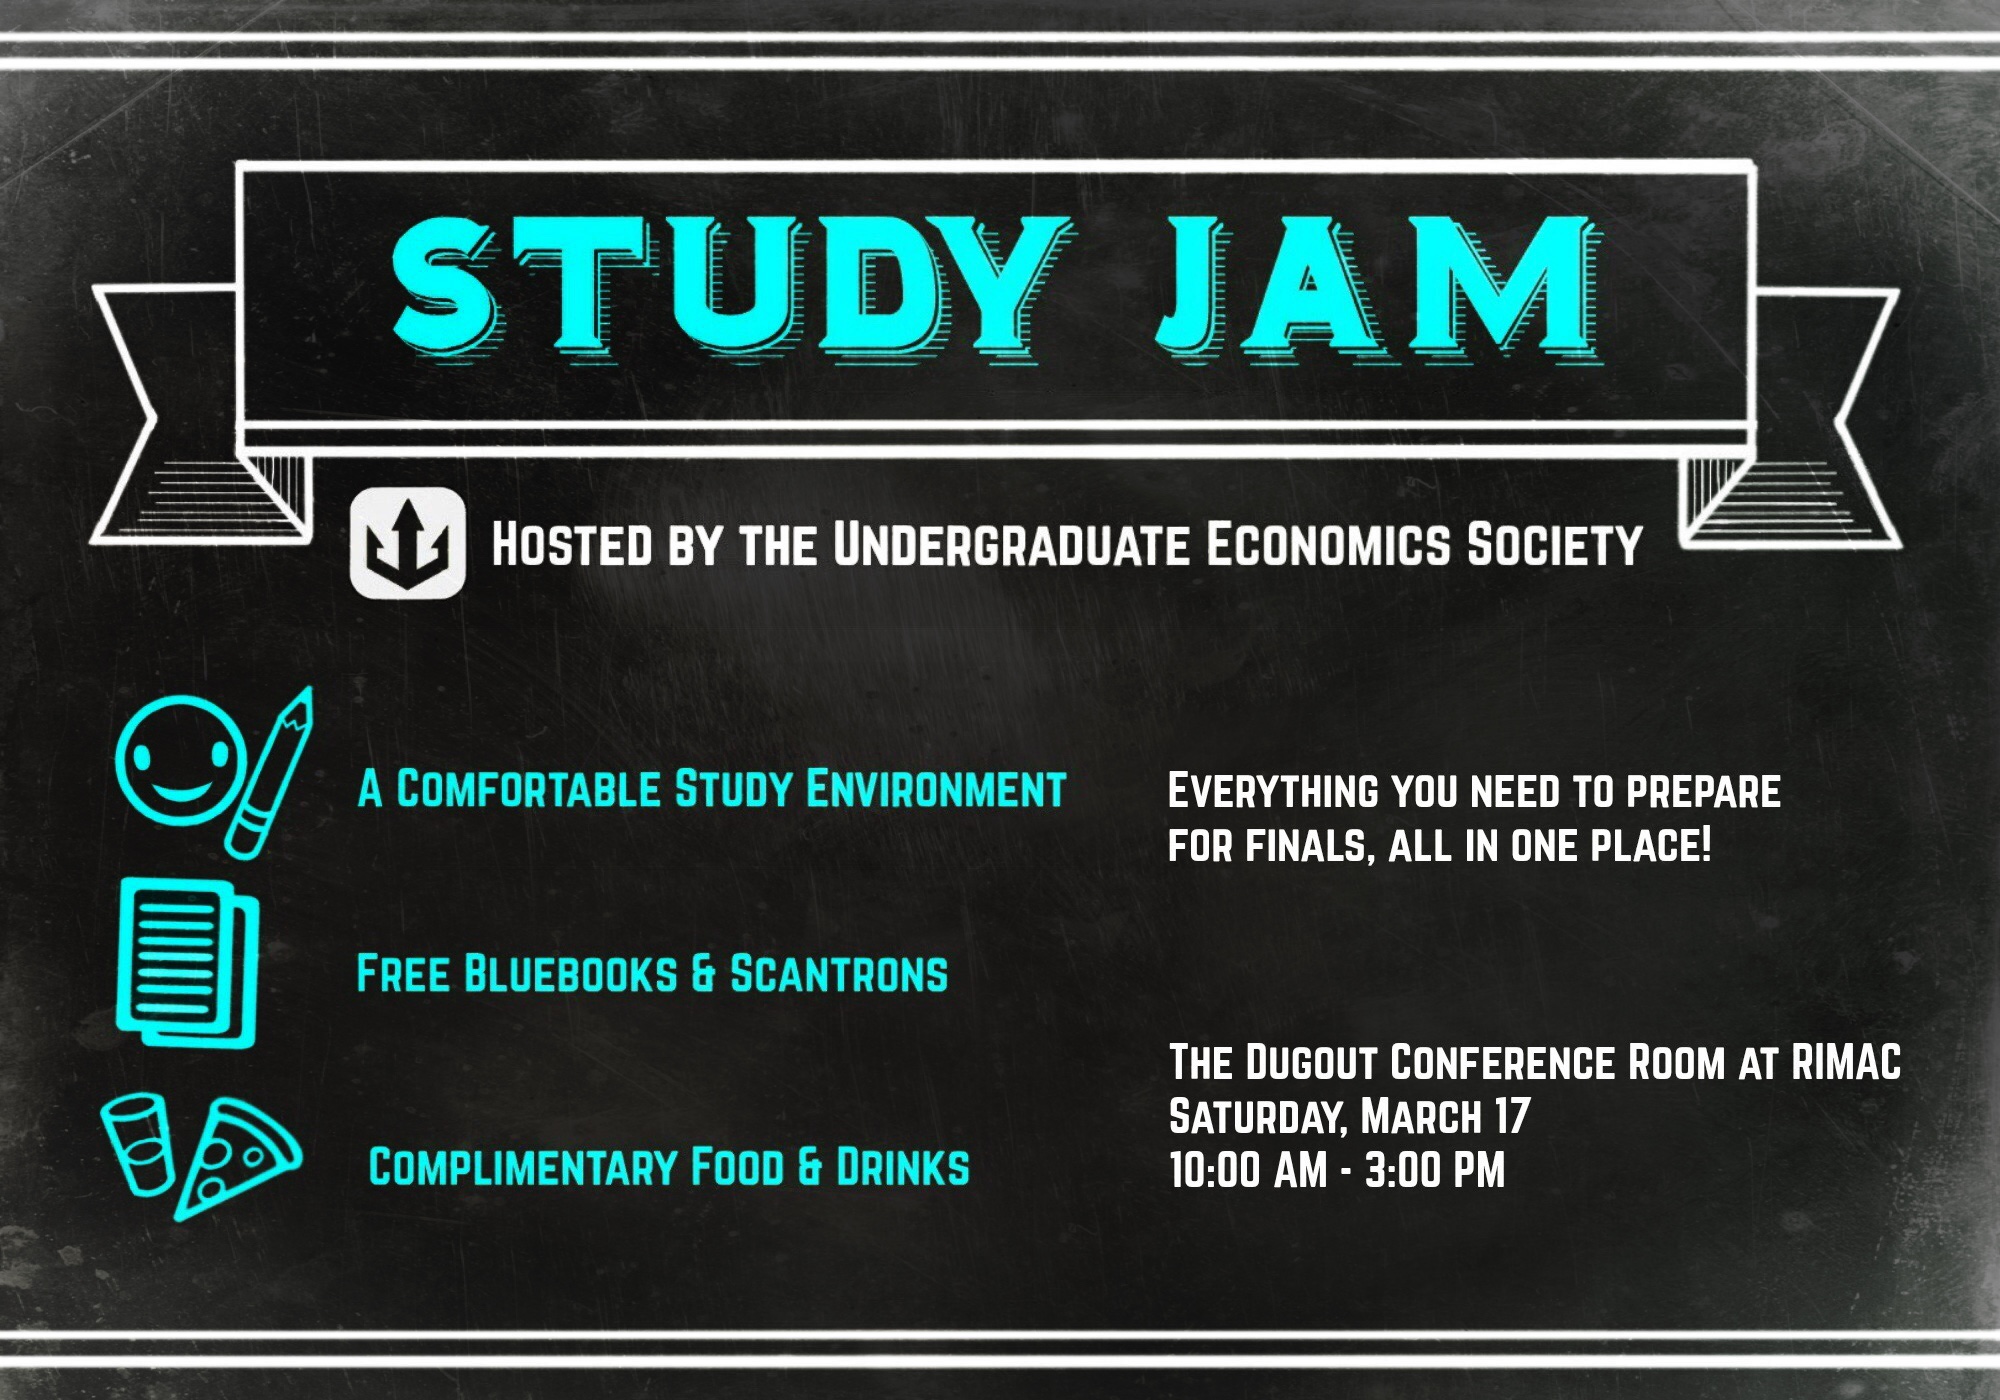 STUDY JAM
HOSTED BY THE UNDERGRADUATE ECONOMICS SOCIETY
A COMFORTABLE STUDY ENVIRONMENT
FREE BLUEBOOKS & SCANTRONS
COMPLIMENTARY FOOD & DRINKS
EVERYTHING YOU NEED TO PREPARE
FOR FINALS, ALL IN ONE PLACE!
THE DUGOUT CONFERENCE ROOM AT RIMAC
SATURDAY, MARCH 17
10:00 AM - 3:00 PM